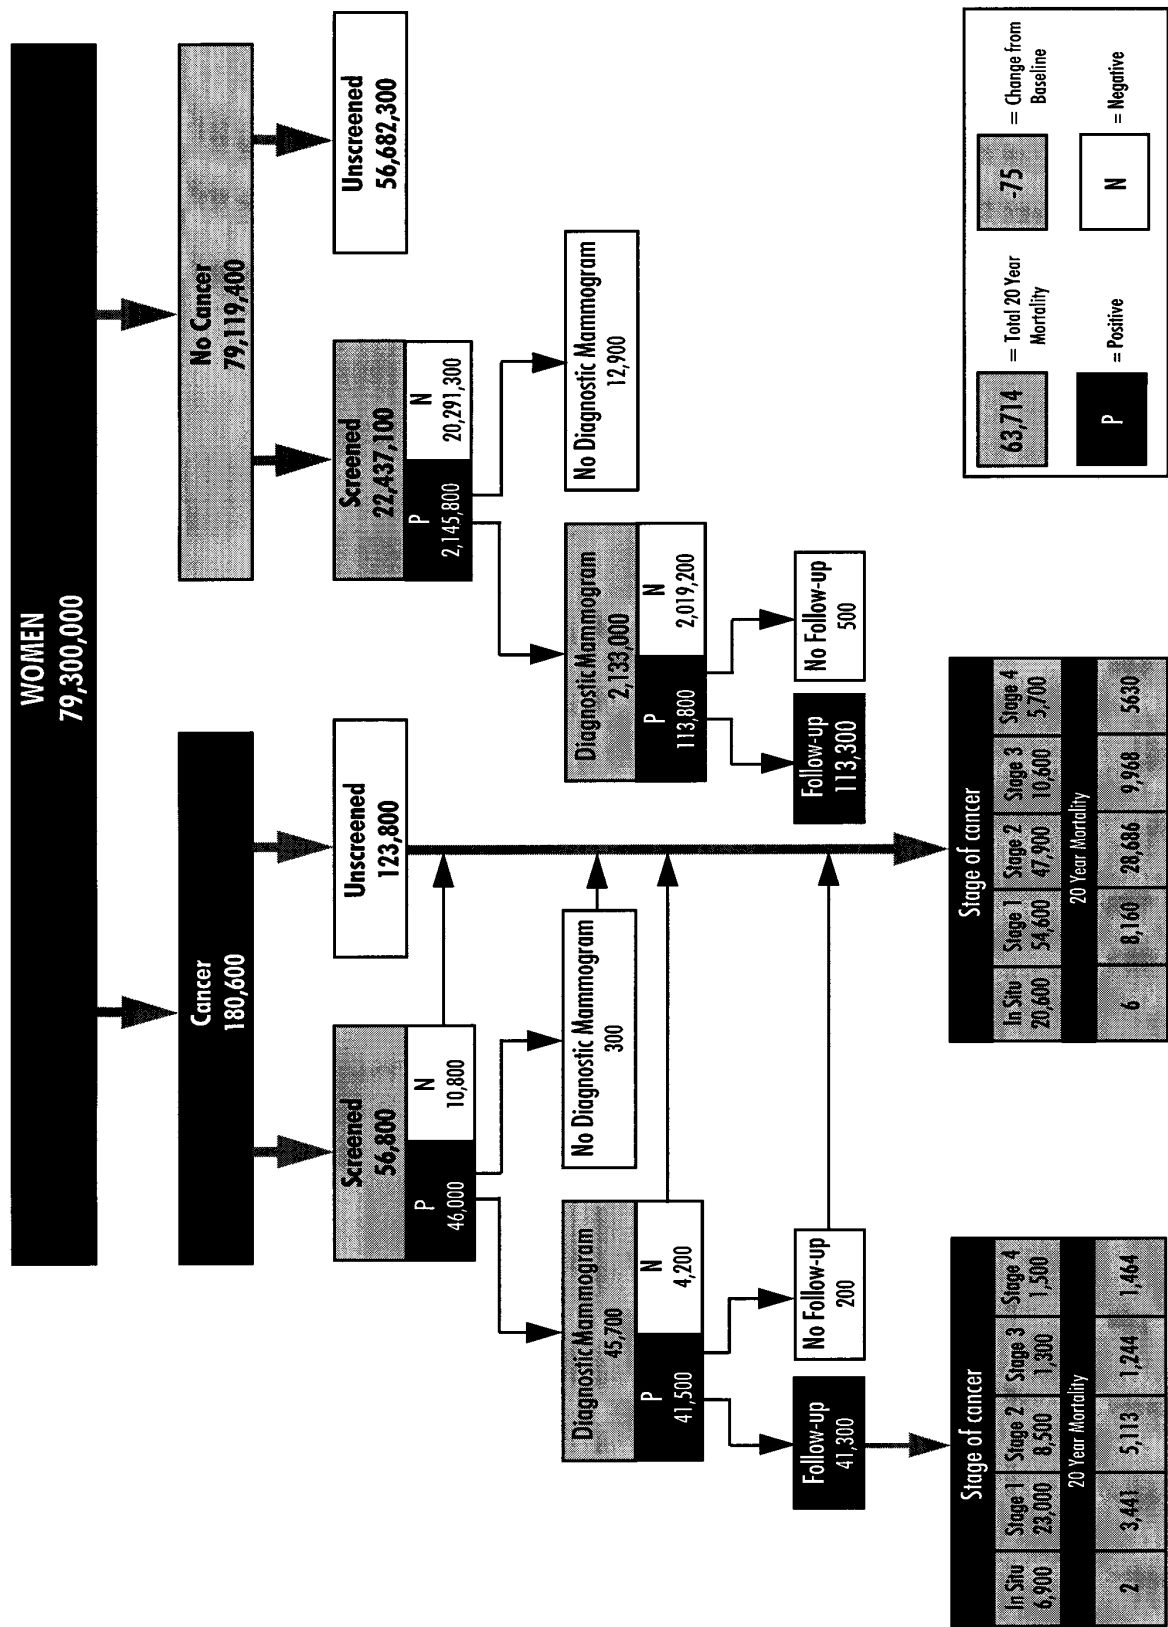 WOMEN
79,300,000
Cancer
180,600
No Cancer
79,119,400
Screened
56,800
P
46,000
N
10,800
Unscreened
123,800
Screened
22,437,100
P
2,145,800
N
20,291,300
Unscreened
56,682,300
Diagnostic Mammogram
45,700
P
41,500
N
4,200
No Diagnostic Mammogram
300
Diagnostic Mammogram
2,133,000
P
113,800
N
2,019,200
No Diagnostic Mammogram
12,900
Follow-up
41,300
No Follow-up
200
Follow-up
113,300
No Follow-up
500
Stage of cancer
In Situ Stage 1 Stage 2 Stage 3 Stage 4
6,900 23,000 8,500 1,300 1,500
20 Year Mortality
2 3,441 5,113 1,244 1,464
Stage of cancer
In Situ Stage 1 Stage 2 Stage 3 Stage 4
20,600 54,600 47,900 10,600 5,700
20 Year Mortality
6 8,160 28,686 9,968 5630
63,714 = Total 20 Year
Mortality
-75 = Change from
Baseline
P = Positive
N = Negative